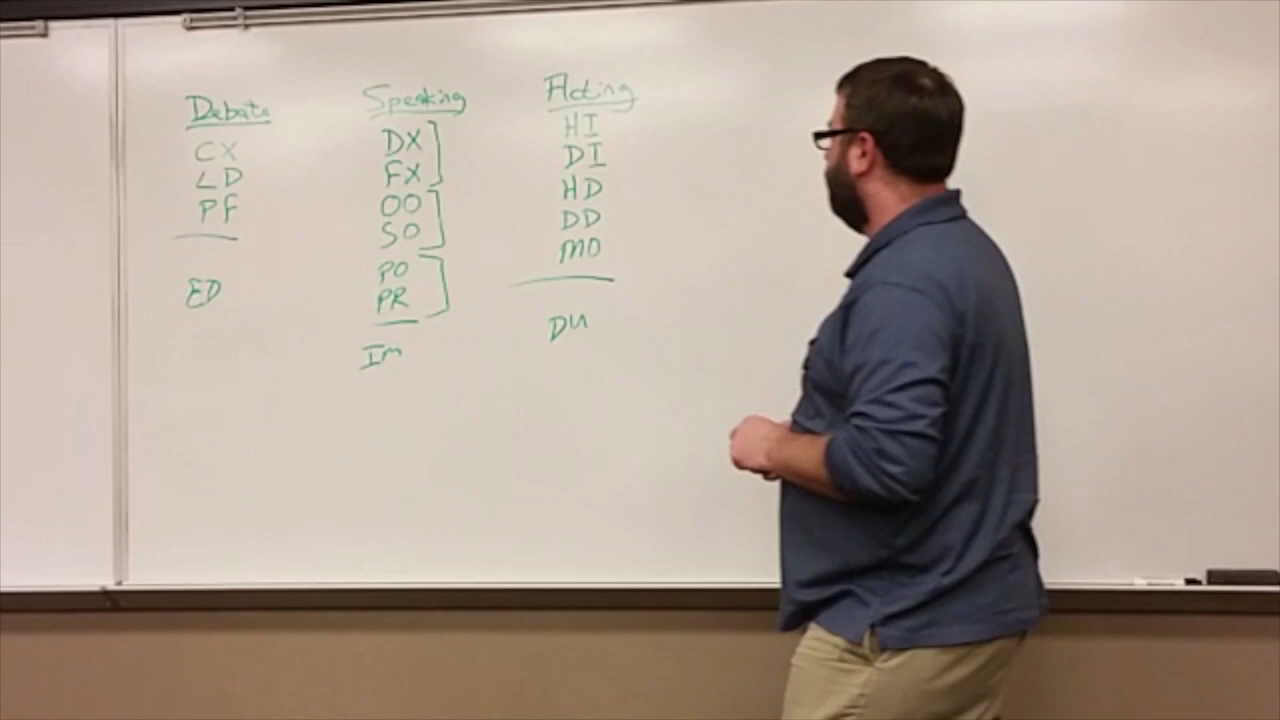 Debate
CX
LD
PF
ED
Speaking
DX
FX
OO
SO
PO
PR
Im
Acting
HI
DI
HD
DD
MO
DU